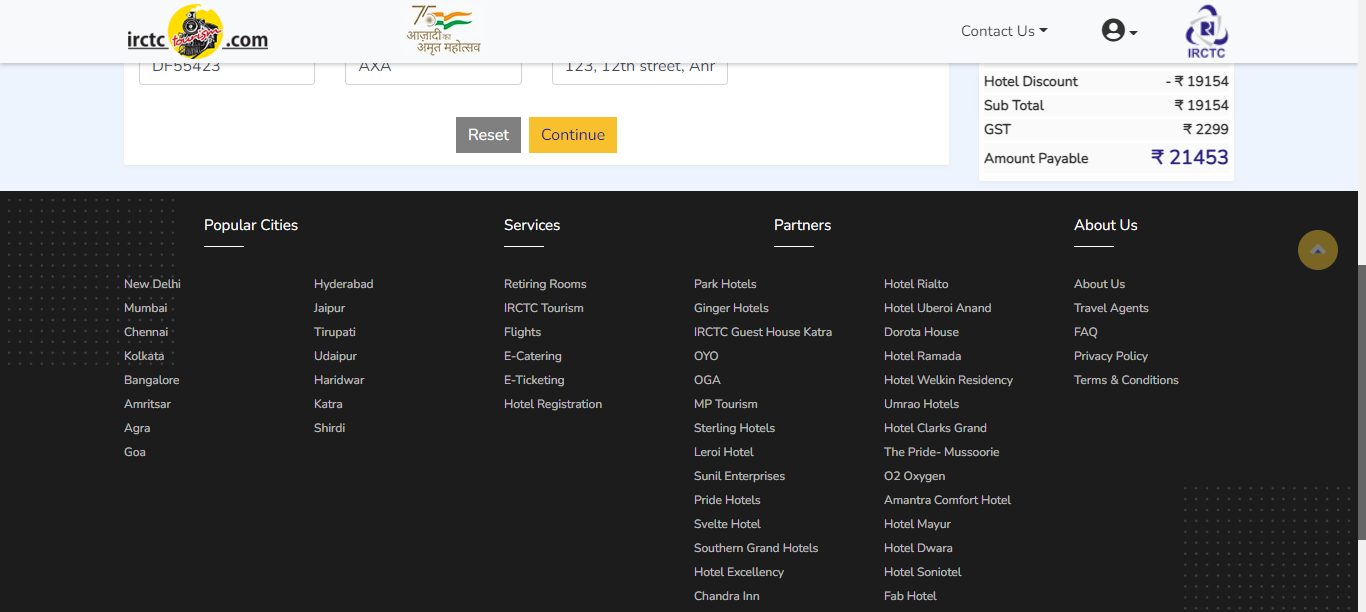 irctc tourism .com
75
आज़ादी का
अमृत महोत्सव
Contact Us
IRCTC
DF55423
AXA
123, 12th street, Anr
Reset
Continue
Hotel Discount - ₹ 19154
Sub Total ₹ 19154
GST ₹ 2299
Amount Payable ₹ 21453
Popular Cities
New Delhi
Mumbai
Chennai
Kolkata
Bangalore
Amritsar
Agra
Goa
Hyderabad
Jaipur
Tirupati
Udaipur
Haridwar
Katra
Shirdi
Services
Retiring Rooms
IRCTC Tourism
Flights
E-Catering
E-Ticketing
Hotel Registration
Partners
Park Hotels
Ginger Hotels
IRCTC Guest House Katra
OYO
OGA
MP Tourism
Sterling Hotels
Leroi Hotel
Sunil Enterprises
Pride Hotels
Svelte Hotel
Southern Grand Hotels
Hotel Excellency
Chandra Inn
Hotel Rialto
Hotel Uberoi Anand
Dorota House
Hotel Ramada
Hotel Welkin Residency
Umrao Hotels
Hotel Clarks Grand
The Pride- Mussoorie
O2 Oxygen
Amantra Comfort Hotel
Hotel Mayur
Hotel Dwara
Hotel Soniotel
Fab Hotel
About Us
About Us
Travel Agents
FAQ
Privacy Policy
Terms & Conditions